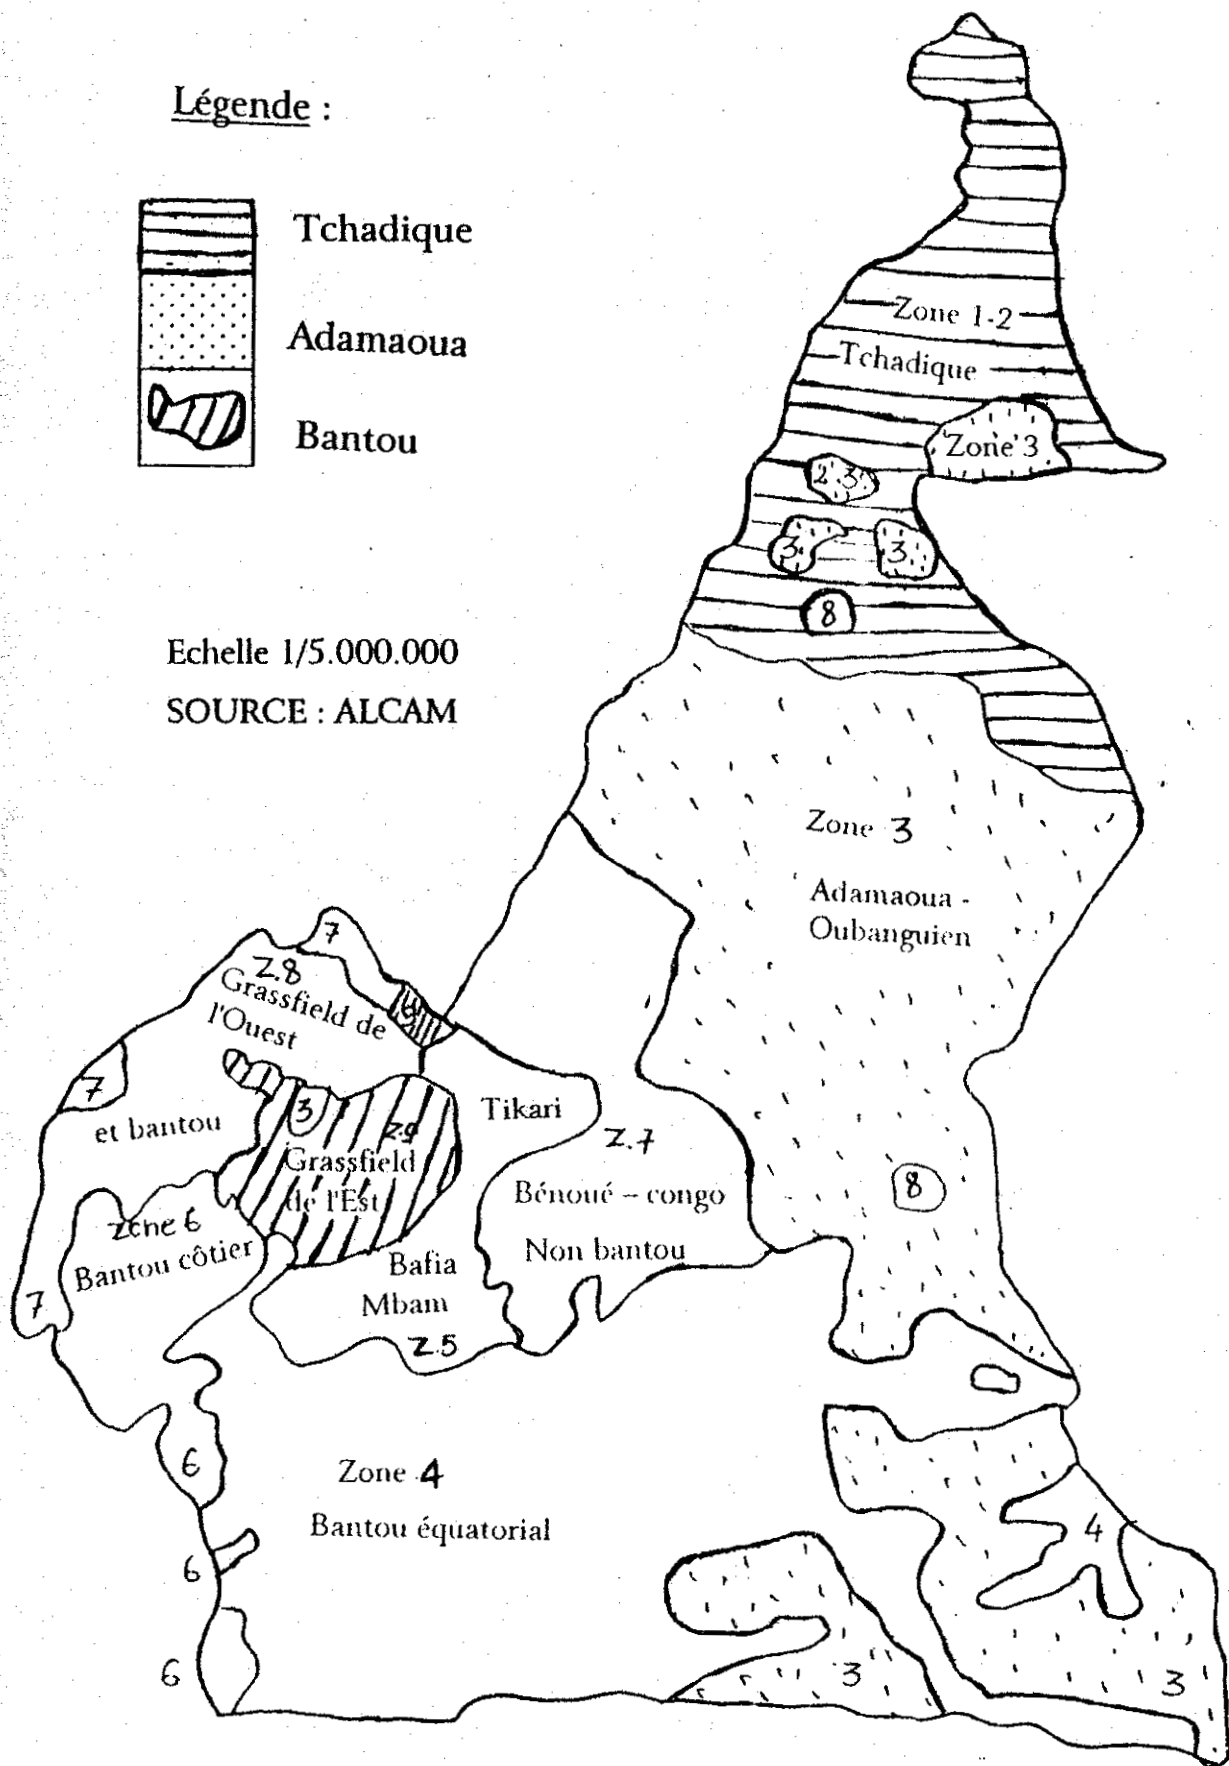 Légende :
Tchadique
Adamaoua
Bantou
Echelle 1/5.000.000
SOURCE : ALCAM
Zone 1-2
Tchadique
Zone 3
2 3
3
3
8
Zone 3
Adamaoua -
Oubanguien
8
7
Z.8
Grassfield de
l'Ouest
9
7
et bantou
3
Z.9
Grassfield
de l'Est
Tikari
Z.7
Bénoué – congo
Non bantou
Zone 6
Bantou côtier
7
Bafia
Mbam
Z.5
6
Zone 4
Bantou équatorial
6
6
4
3
3